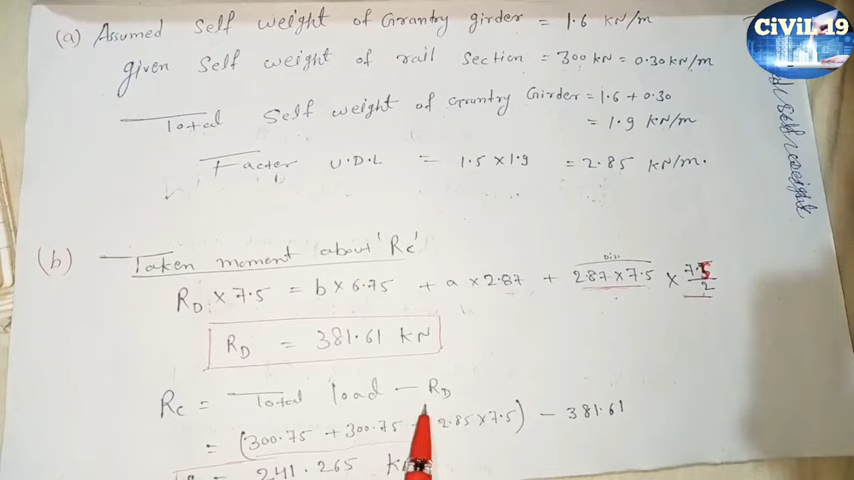 CiViL 19
(a) Assumed Self weight of Grantry girder = 1.6 KN/m
given Self weight of rail Section = 300 KN = 0.30 KN/m
Total Self weight of Grantry Girder = 1.6 + 0.30
= 1.9 KN/m
Facter U.D.L = 1.5 x 1.9 = 2.85 KN/m.
self weight
(b) Taken moment about 'Rc'
RD x 7.5 = b x 6.75 + a x 2.87 + 2.87 x 7.5 x 7.5/2
RD = 381.61 KN
Rc = Total load - RD
= (300.75 + 300.75 2.85 x 7.5) - 381.61
= 241.265 KN